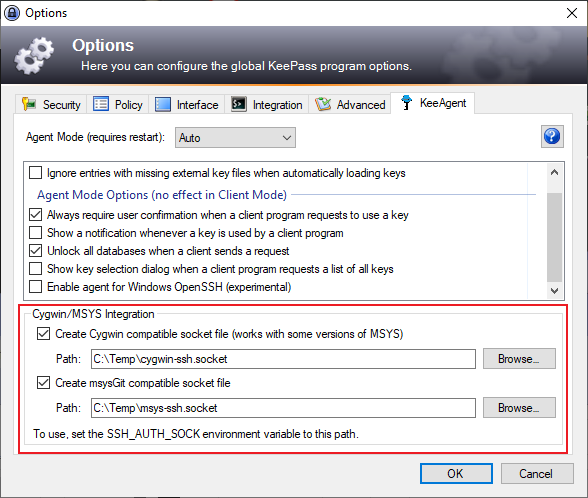 Options
Options
Here you can configure the global KeePass program options.
Security Policy Interface Integration Advanced KeeAgent
Agent Mode (requires restart): Auto
Ignore entries with missing external key files when automatically loading keys
Agent Mode Options (no effect in Client Mode)
Always require user confirmation when a client program requests to use a key
Show a notification whenever a key is used by a client program
Unlock all databases when a client sends a request
Show key selection dialog when a client program requests a list of all keys
Enable agent for Windows OpenSSH (experimental)
Cygwin/MSYS Integration
Create Cygwin compatible socket file (works with some versions of MSYS)
Path: C:\Temp\cygwin-ssh.socket Browse...
Create msysGit compatible socket file
Path: C:\Temp\msys-ssh.socket Browse...
To use, set the SSH_AUTH_SOCK environment variable to this path.
OK Cancel